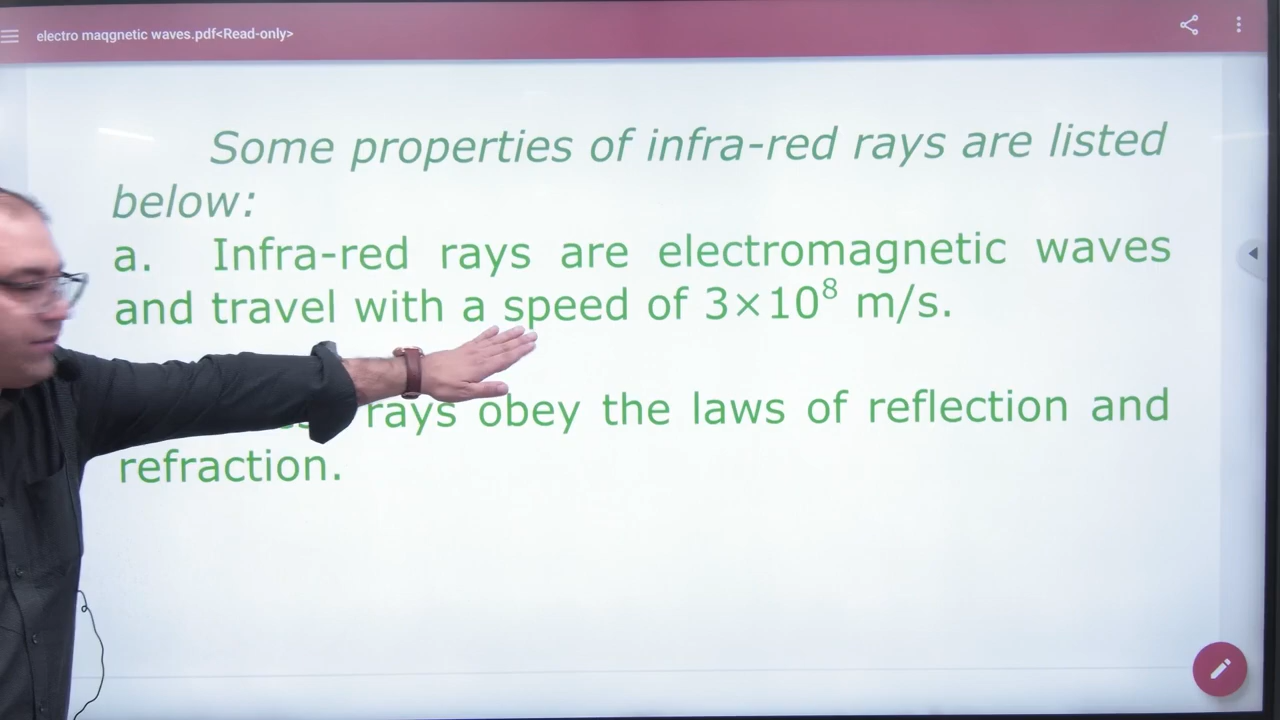 electro maqgnetic waves.pdf<Read-only>
Some properties of infra-red rays are listed
below:
a. Infra-red rays are electromagnetic waves
and travel with a speed of 3×10⁸ m/s.
rays obey the laws of reflection and
refraction.